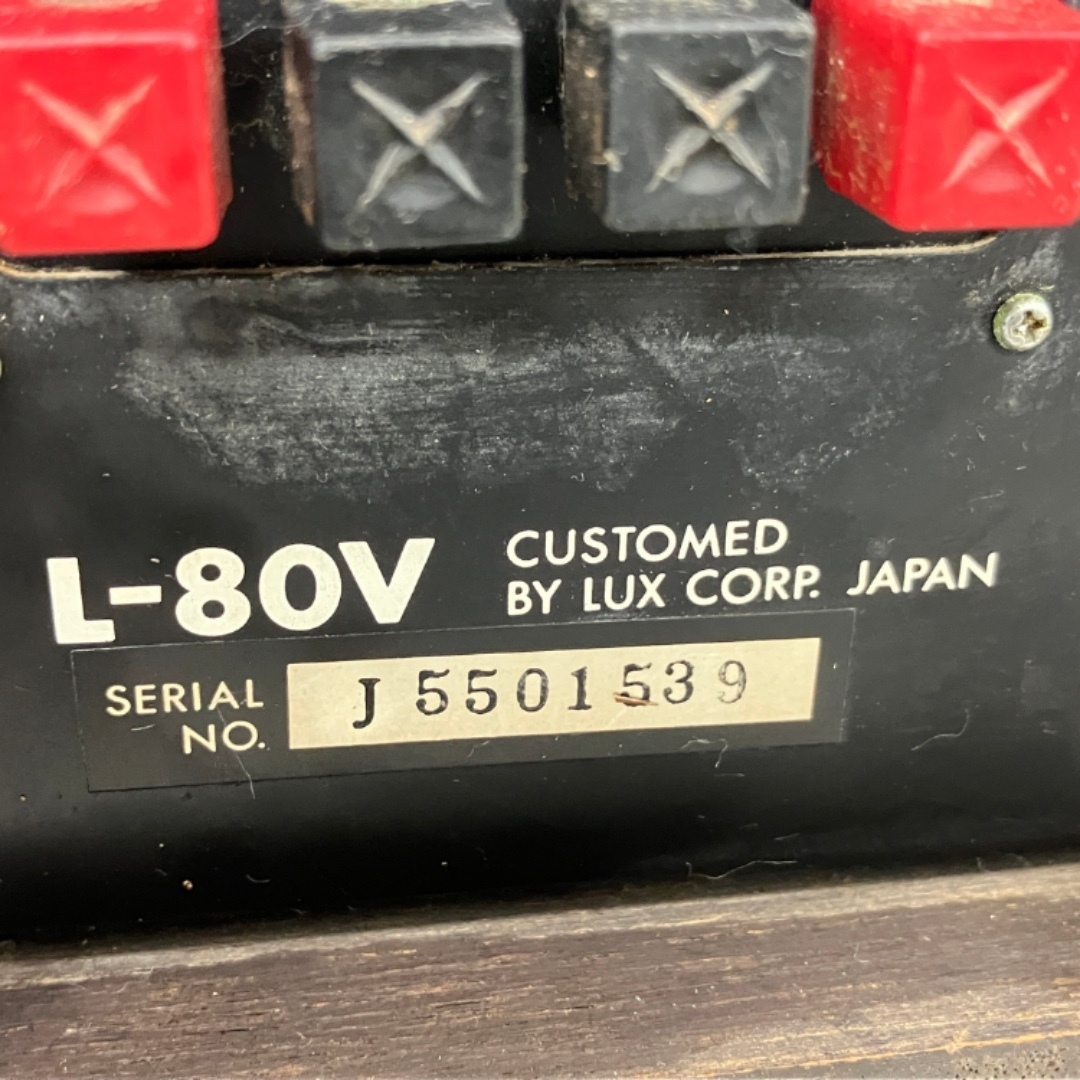 L-80V
CUSTOMED
BY LUX CORP. JAPAN
SERIAL
NO.
J 5501539